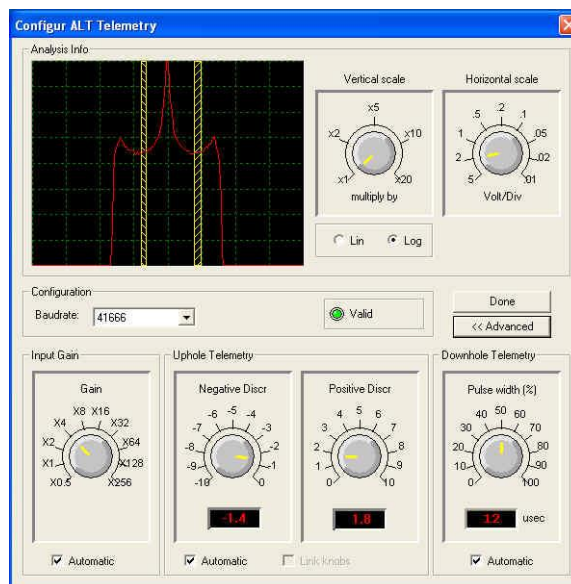 Configur ALT Telemetry
Analysis Info
Vertical scale
x1 x2 x5 x10 x20
multiply by
Horizontal scale
5 2 1 .5 .2 .1 .05 .02 .01
Volt/Div
Lin Log
Configuration
Baudrate: 41666
Valid
Done
<< Advanced
Input Gain
Gain
X0.5 X1 X2 X4 X8 X16 X32 X64 X128 X256
Automatic
Uphole Telemetry
Negative Discr
-10 -9 -8 -7 -6 -5 -4 -3 -2 -1 0
-1.4
Automatic
Positive Discr
0 1 2 3 4 5 6 7 8 9 10
1.8
Link knobs
Downhole Telemetry
Pulse width (%)
0 10 20 30 40 50 60 70 80 90 100
12 usec
Automatic